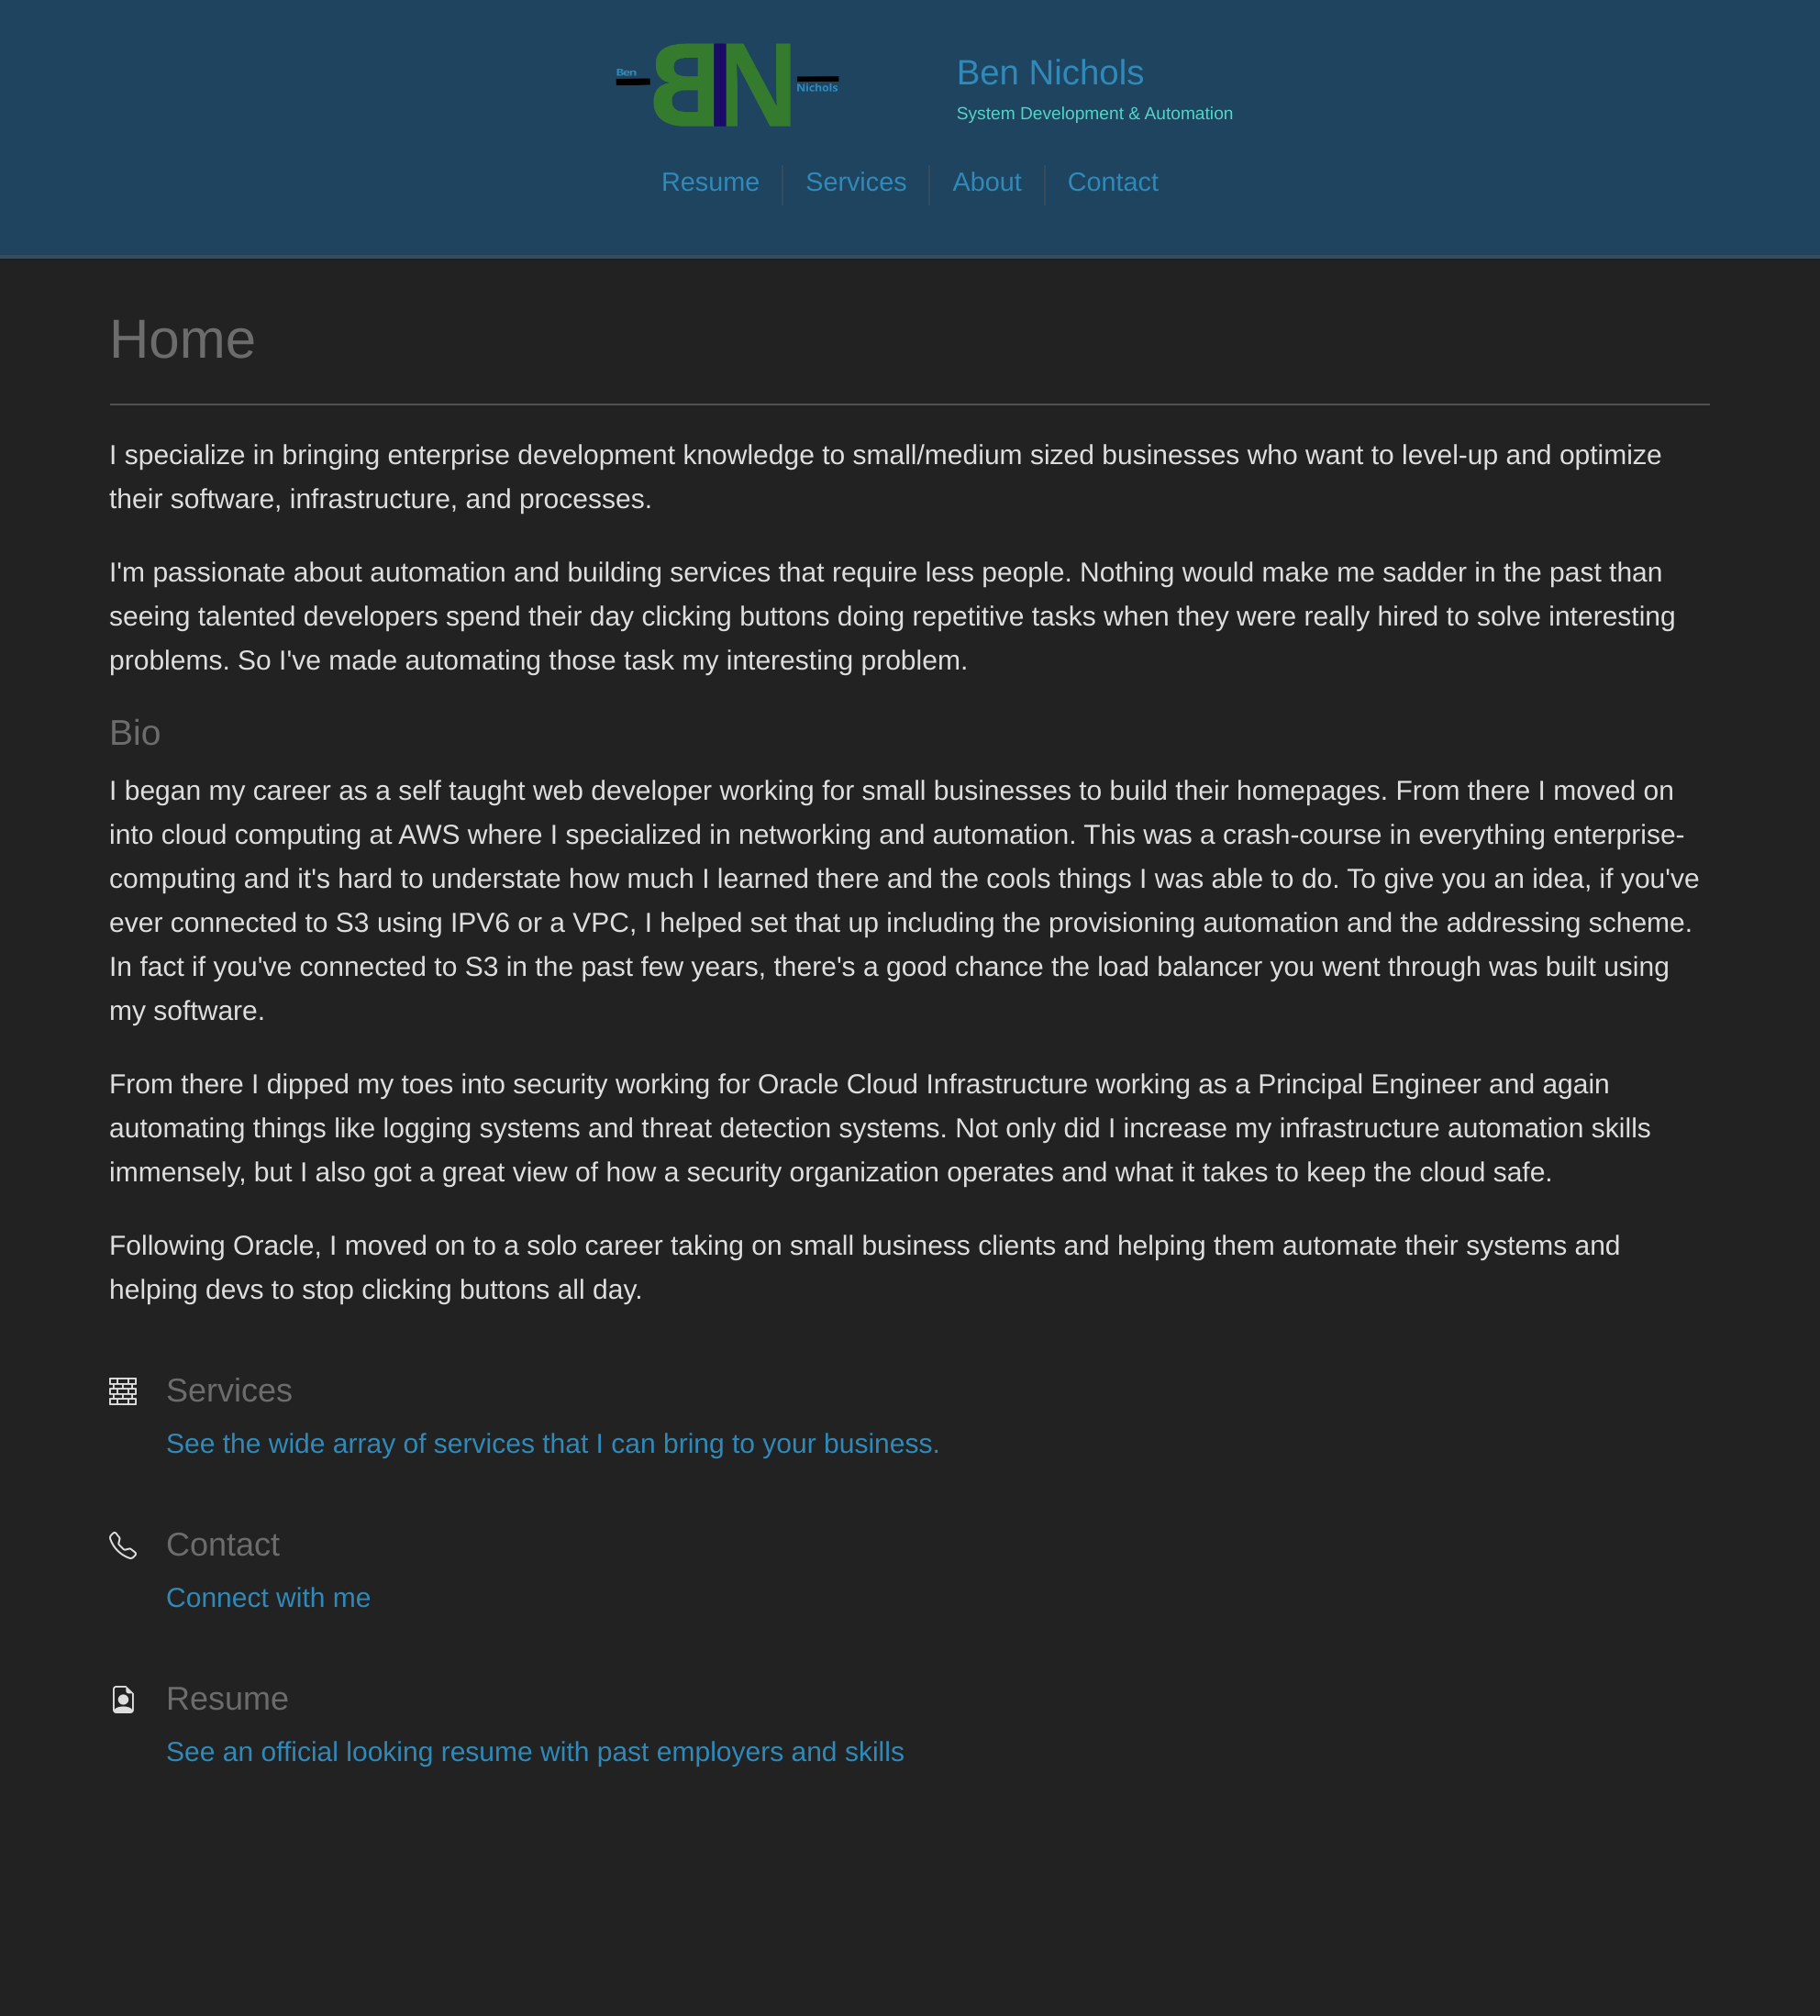 Ben
BN
Nichols
Ben Nichols
System Development & Automation
Resume
Services
About
Contact
Home
I specialize in bringing enterprise development knowledge to small/medium sized businesses who want to level-up and optimize
their software, infrastructure, and processes.
I'm passionate about automation and building services that require less people. Nothing would make me sadder in the past than
seeing talented developers spend their day clicking buttons doing repetitive tasks when they were really hired to solve interesting
problems. So I've made automating those task my interesting problem.
Bio
I began my career as a self taught web developer working for small businesses to build their homepages. From there I moved on
into cloud computing at AWS where I specialized in networking and automation. This was a crash-course in everything enterprise-
computing and it's hard to understate how much I learned there and the cools things I was able to do. To give you an idea, if you've
ever connected to S3 using IPV6 or a VPC, I helped set that up including the provisioning automation and the addressing scheme.
In fact if you've connected to S3 in the past few years, there's a good chance the load balancer you went through was built using
my software.
From there I dipped my toes into security working for Oracle Cloud Infrastructure working as a Principal Engineer and again
automating things like logging systems and threat detection systems. Not only did I increase my infrastructure automation skills
immensely, but I also got a great view of how a security organization operates and what it takes to keep the cloud safe.
Following Oracle, I moved on to a solo career taking on small business clients and helping them automate their systems and
helping devs to stop clicking buttons all day.
Services
See the wide array of services that I can bring to your business.
Contact
Connect with me
Resume
See an official looking resume with past employers and skills